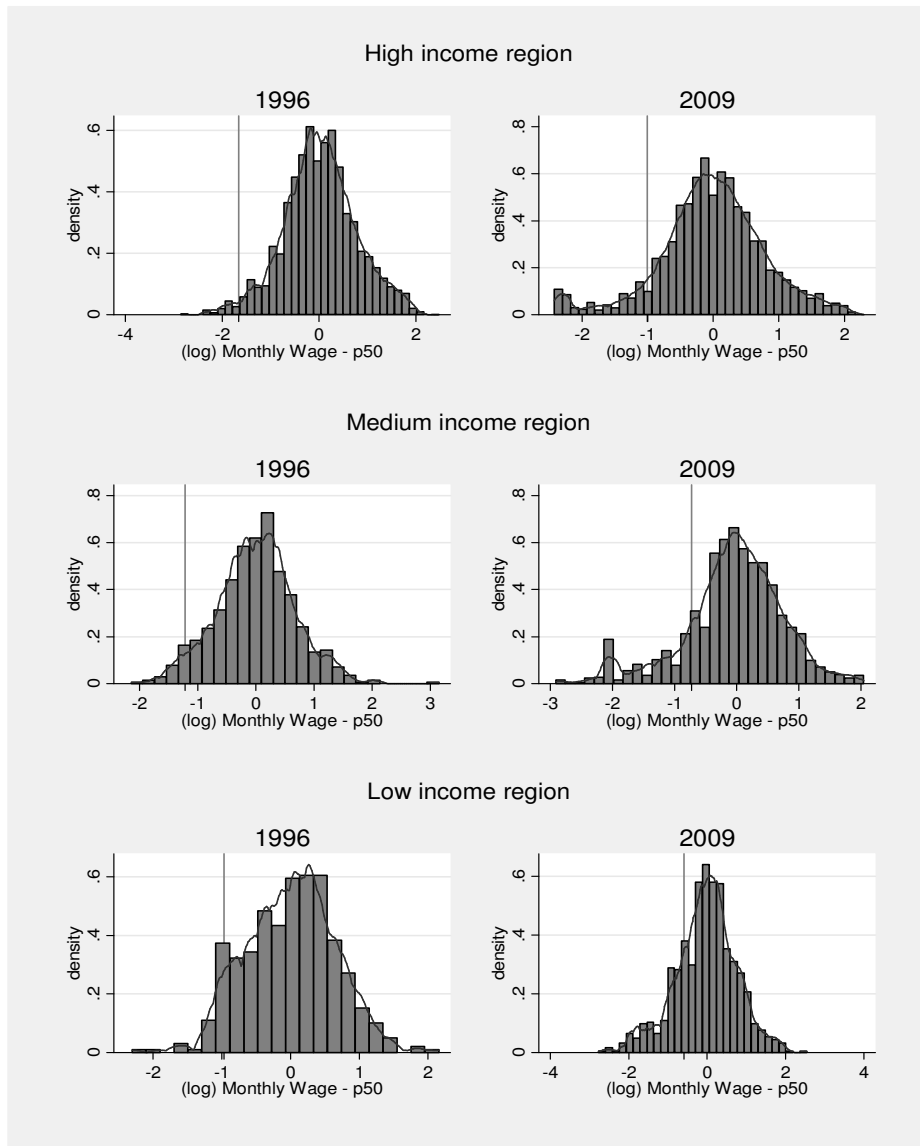 High income region
1996
2009
density
0 .2 .4 .6
-4 -2 0 2
(log) Monthly Wage - p50
density
0 .2 .4 .6 .8
-2 -1 0 1 2
(log) Monthly Wage - p50
Medium income region
1996
2009
density
0 .2 .4 .6 .8
-2 -1 0 1 2 3
(log) Monthly Wage - p50
density
0 .2 .4 .6 .8
-3 -2 -1 0 1 2
(log) Monthly Wage - p50
Low income region
1996
2009
density
0 .2 .4 .6
-2 -1 0 1 2
(log) Monthly Wage - p50
density
0 .2 .4 .6
-4 -2 0 2 4
(log) Monthly Wage - p50